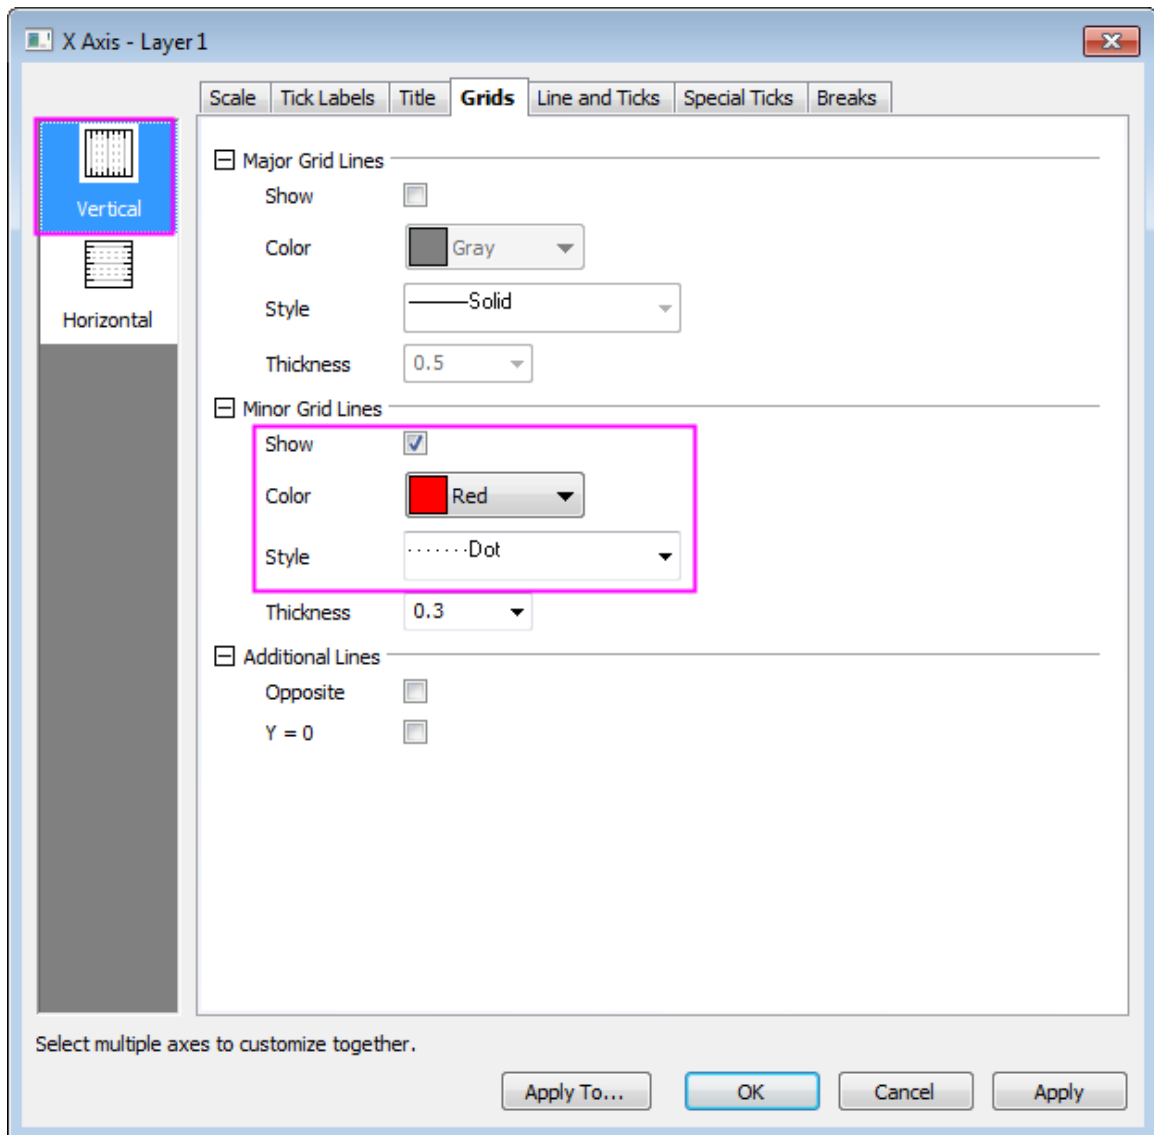 X Axis - Layer1
Scale Tick Labels Title Grids Line and Ticks Special Ticks Breaks
Vertical
Horizontal
Major Grid Lines
Show
Color Gray
Style Solid
Thickness 0.5
Minor Grid Lines
Show
Color Red
Style Dot
Thickness 0.3
Additional Lines
Opposite
Y = 0
Select multiple axes to customize together.
Apply To... OK Cancel Apply